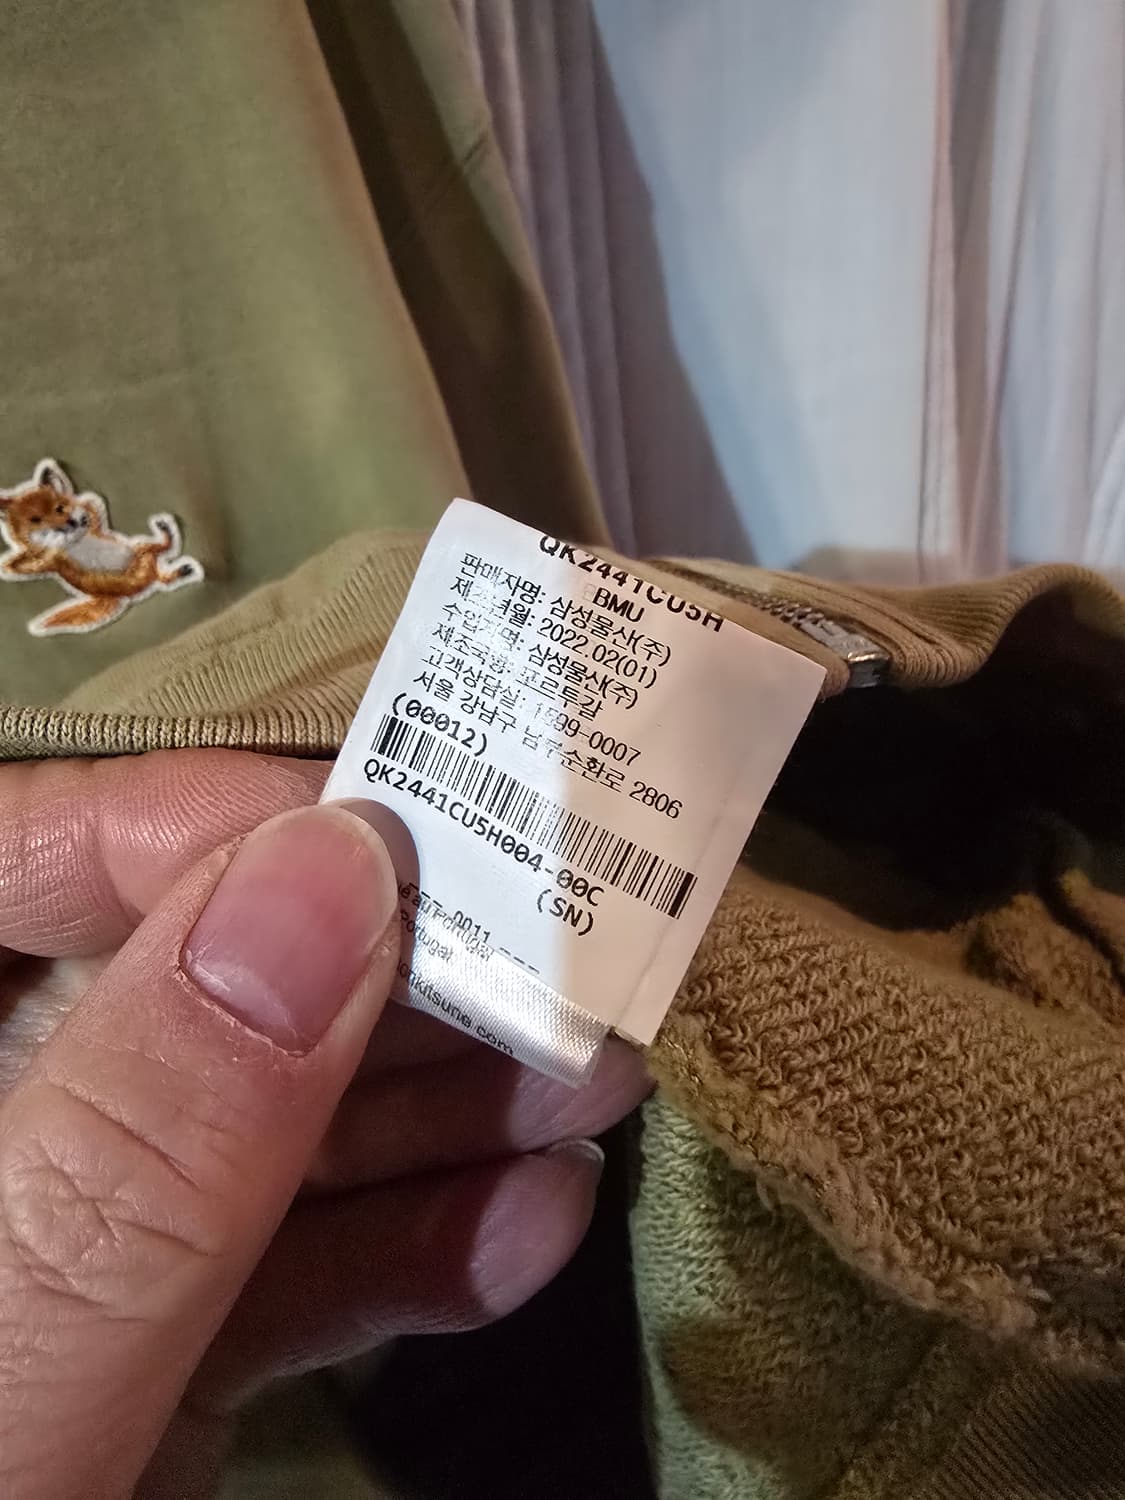 QK2441CU5H
BMU
판매자명: 삼성물산(주)
제조년월: 2022.02(01)
수입자명: 삼성물산(주)
제조국명: 포르투갈
고객상담실: 1599-0007
서울 강남구 남부순환로 2806
(00012)
QK2441CU5H004-00C
(SN)
--- 0011 ---
Portugal
onkitsune.com